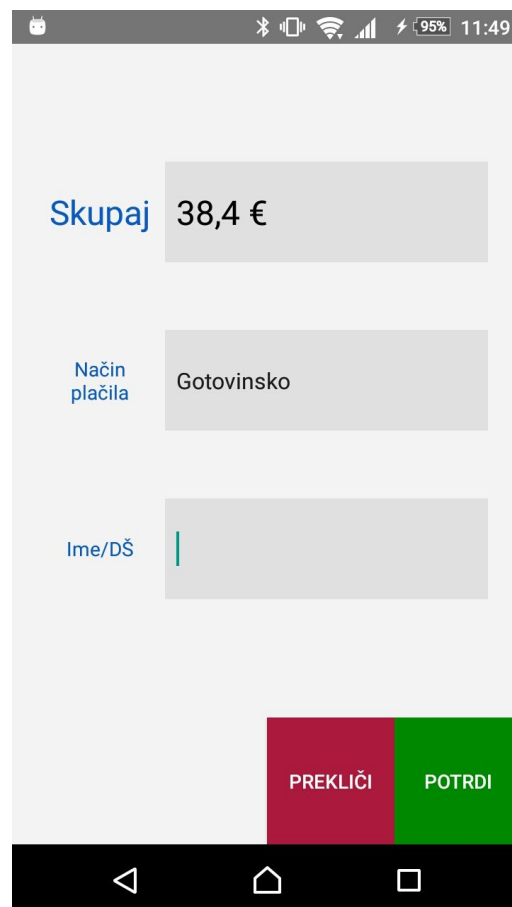 95% 11:49
Skupaj 38,4 €
Način
plačila
Gotovinsko
Ime/DŠ
PREKLIČI POTRDI